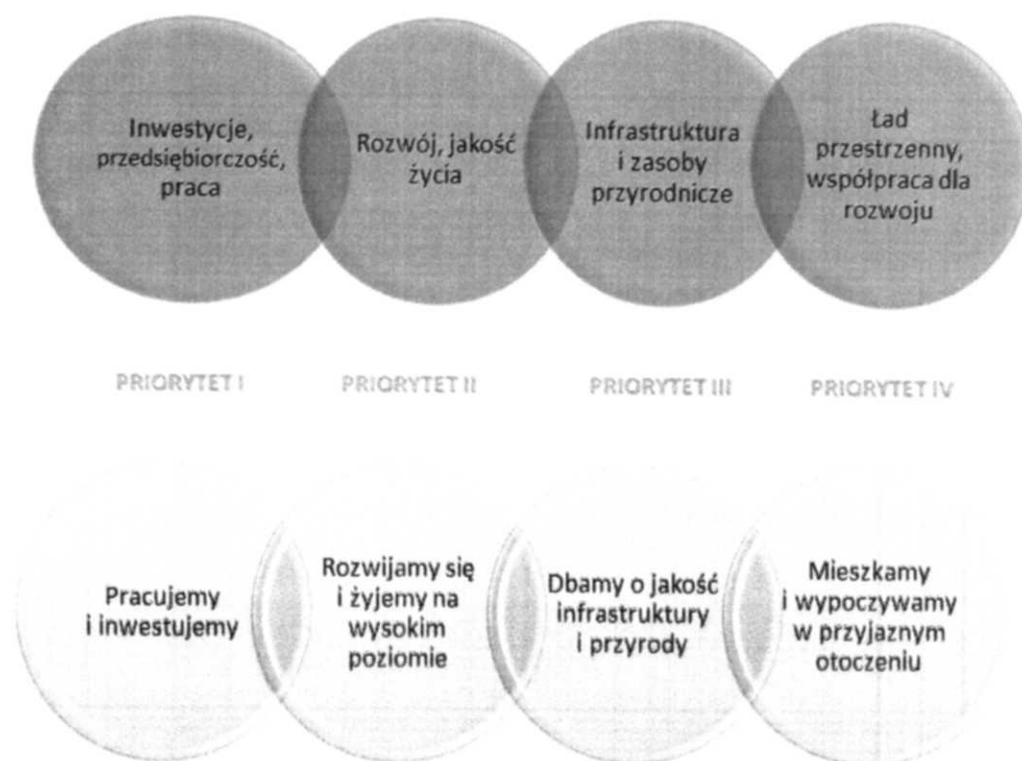 Inwestycje,
przedsiębiorczość,
praca
Rozwój, jakość
życia
Infrastruktura
i zasoby
przyrodnicze
Ład
przestrzenny,
współpraca dla
rozwoju
PRIORYTET I
PRIORYTET II
PRIORYTET III
PRIORYTET IV
Pracujemy
i inwestujemy
Rozwijamy się
i żyjemy na
wysokim
poziomie
Dbamy o jakość
infrastruktury
i przyrody
Mieszkamy
i wypoczywamy
w przyjaznym
otoczeniu